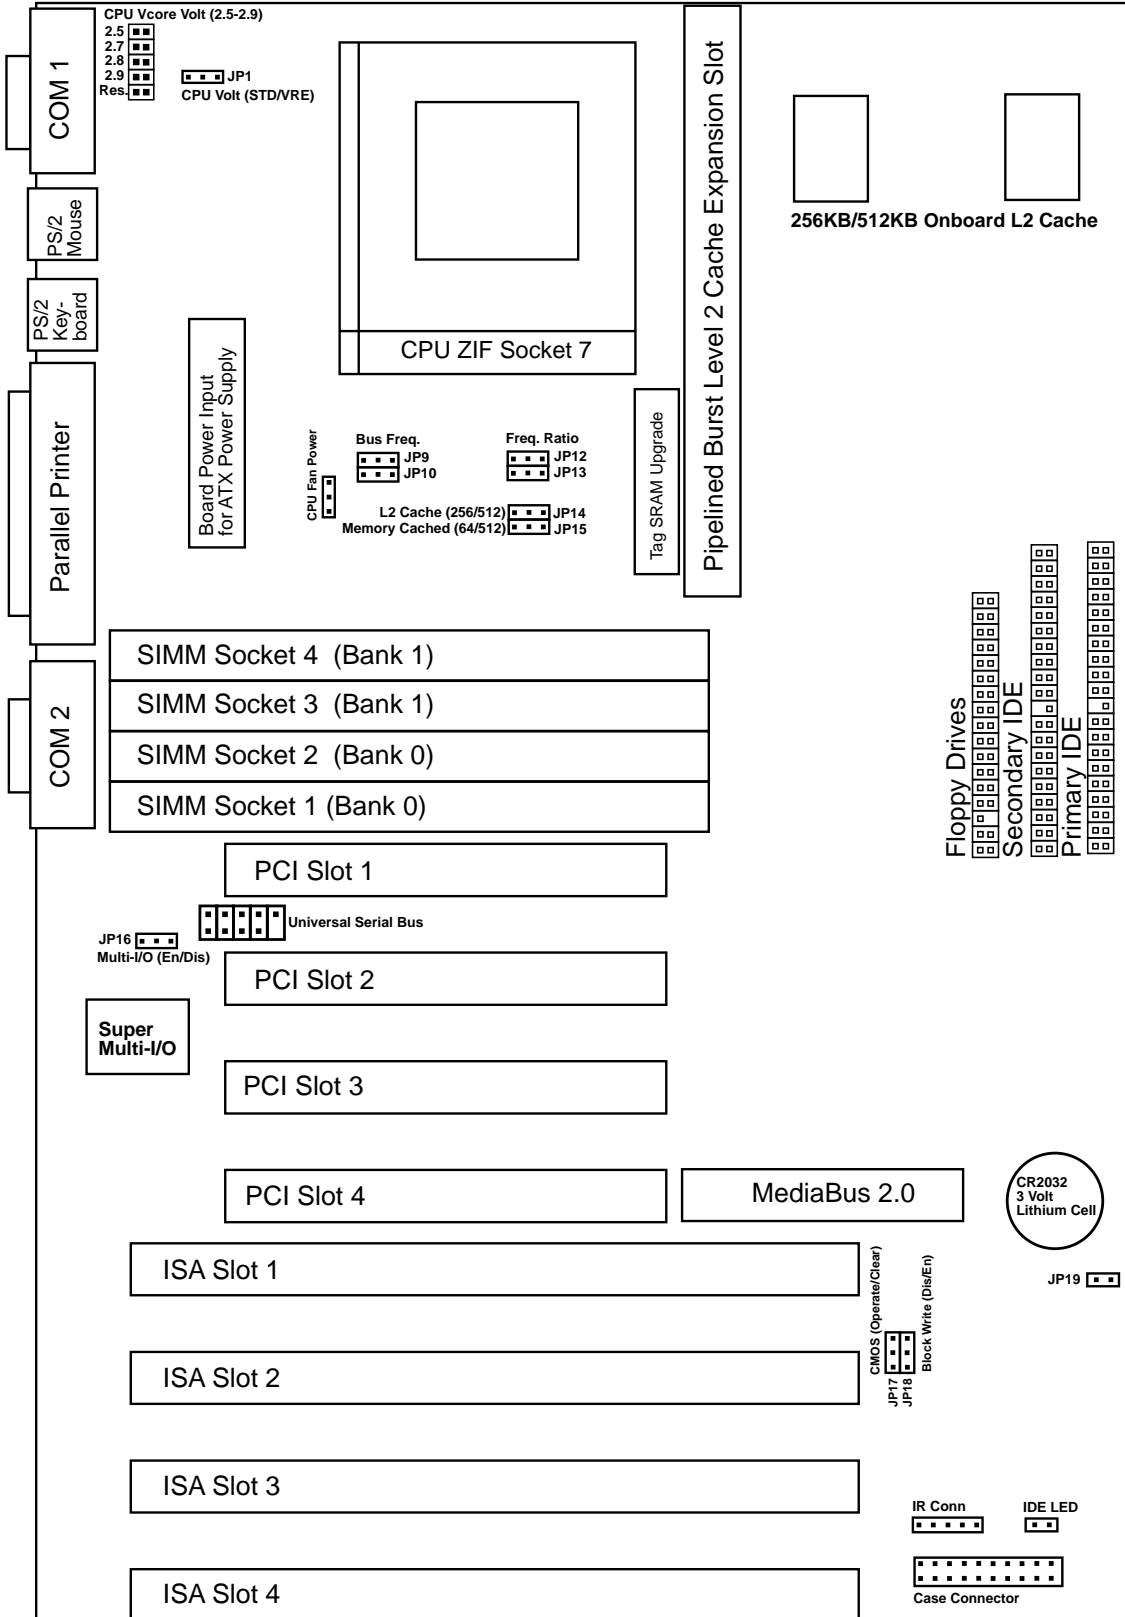 CPU Vcore Volt (2.5-2.9)
2.5
2.7
2.8
2.9
Res.
JP1
CPU Volt (STD/VRE)
COM 1
PS/2
Mouse
PS/2
Key-
board
Parallel Printer
COM 2
Board Power Input
for ATX Power Supply
CPU ZIF Socket 7
Pipelined Burst Level 2 Cache Expansion Slot
256KB/512KB Onboard L2 Cache
CPU Fan Power
Bus Freq.
JP9
JP10
Freq. Ratio
JP12
JP13
L2 Cache (256/512)
JP14
Memory Cached (64/512)
JP15
Tag SRAM Upgrade
SIMM Socket 4 (Bank 1)
SIMM Socket 3 (Bank 1)
SIMM Socket 2 (Bank 0)
SIMM Socket 1 (Bank 0)
Floppy Drives
Secondary IDE
Primary IDE
PCI Slot 1
Universal Serial Bus
JP16
Multi-I/O (En/Dis)
PCI Slot 2
Super
Multi-I/O
PCI Slot 3
PCI Slot 4
MediaBus 2.0
CR2032
3 Volt
Lithium Cell
JP19
ISA Slot 1
CMOS (Operate/Clear)
Block Write (Dis/En)
JP17
JP18
ISA Slot 2
ISA Slot 3
IR Conn
IDE LED
ISA Slot 4
Case Connector